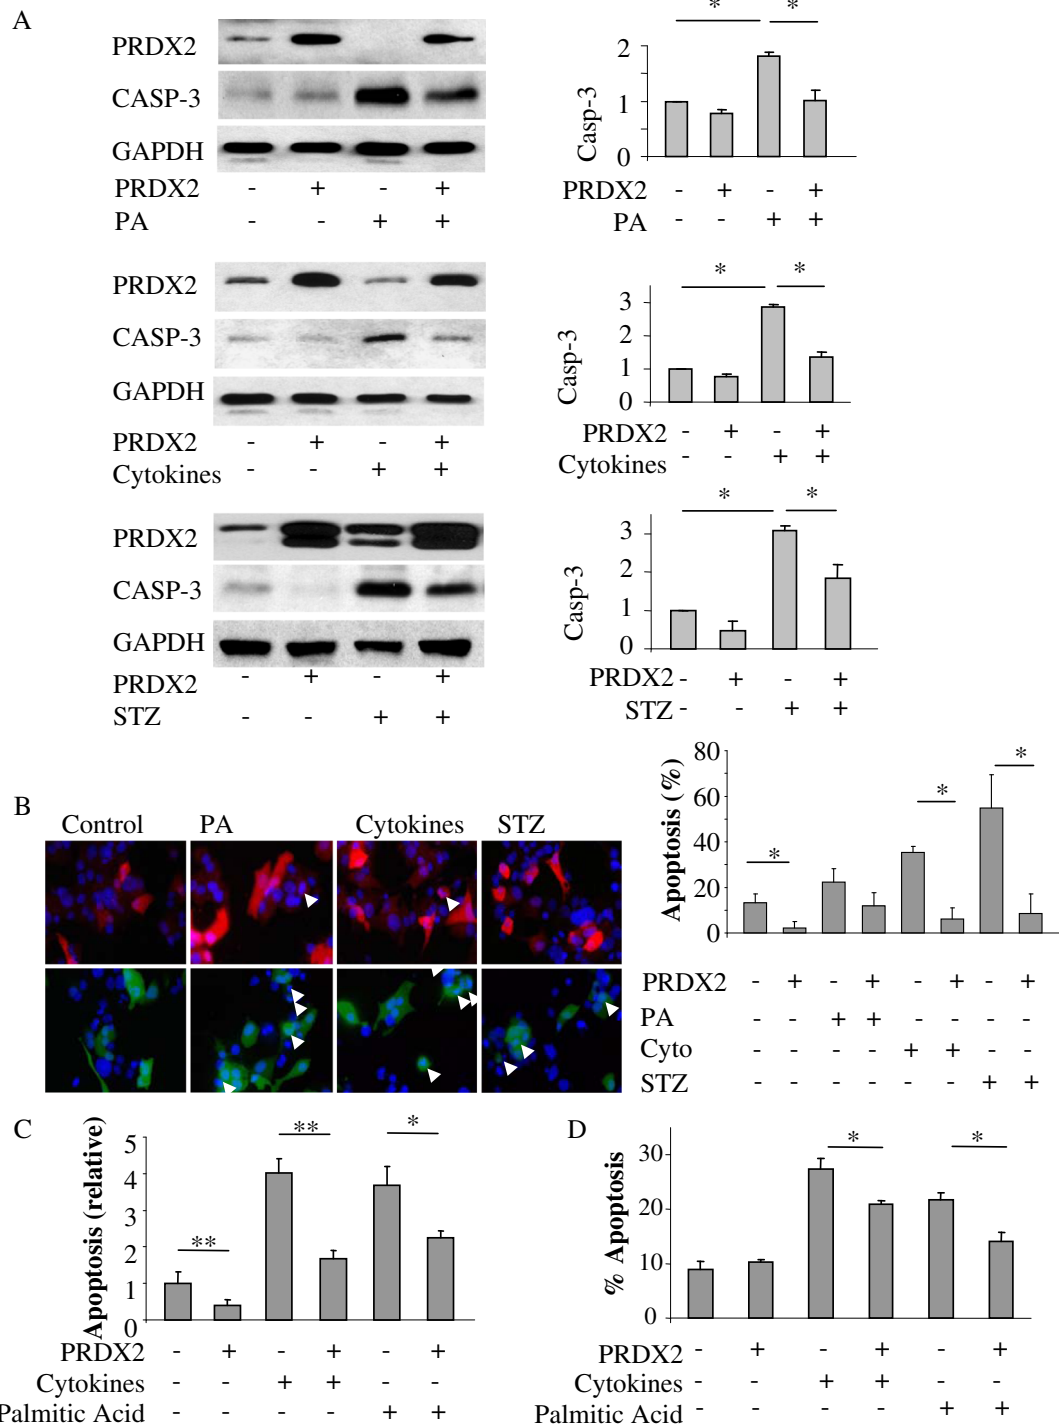 A
PRDX2
CASP-3
GAPDH
PRDX2 - + - +
PA - - + +
* *
Casp-3
2
1
0
PRDX2 - + - +
PA - - + +
PRDX2
CASP-3
GAPDH
PRDX2 - + - +
Cytokines - - + +
* *
Casp-3
3
2
1
0
PRDX2 - + - +
Cytokines - - + +
PRDX2
CASP-3
GAPDH
PRDX2 - + - +
STZ - - + +
* *
Casp-3
3
2
1
0
PRDX2 - + - +
STZ - - + +
B
Control PA Cytokines STZ
Apoptosis (%)
80
60
40
20
0
* * *
PRDX2 - + - + - + - +
PA - - + + - - - -
Cyto - - - - + + - -
STZ - - - - - - + +
C
Apoptosis (relative)
5
4
3
2
1
0
** ** *
PRDX2 - + - + - +
Cytokines - - + + - -
Palmitic Acid - - - - + +
D
% Apoptosis
30
20
10
0
* *
PRDX2 - + - + - +
Cytokines - - + + - -
Palmitic Acid - - - - + +